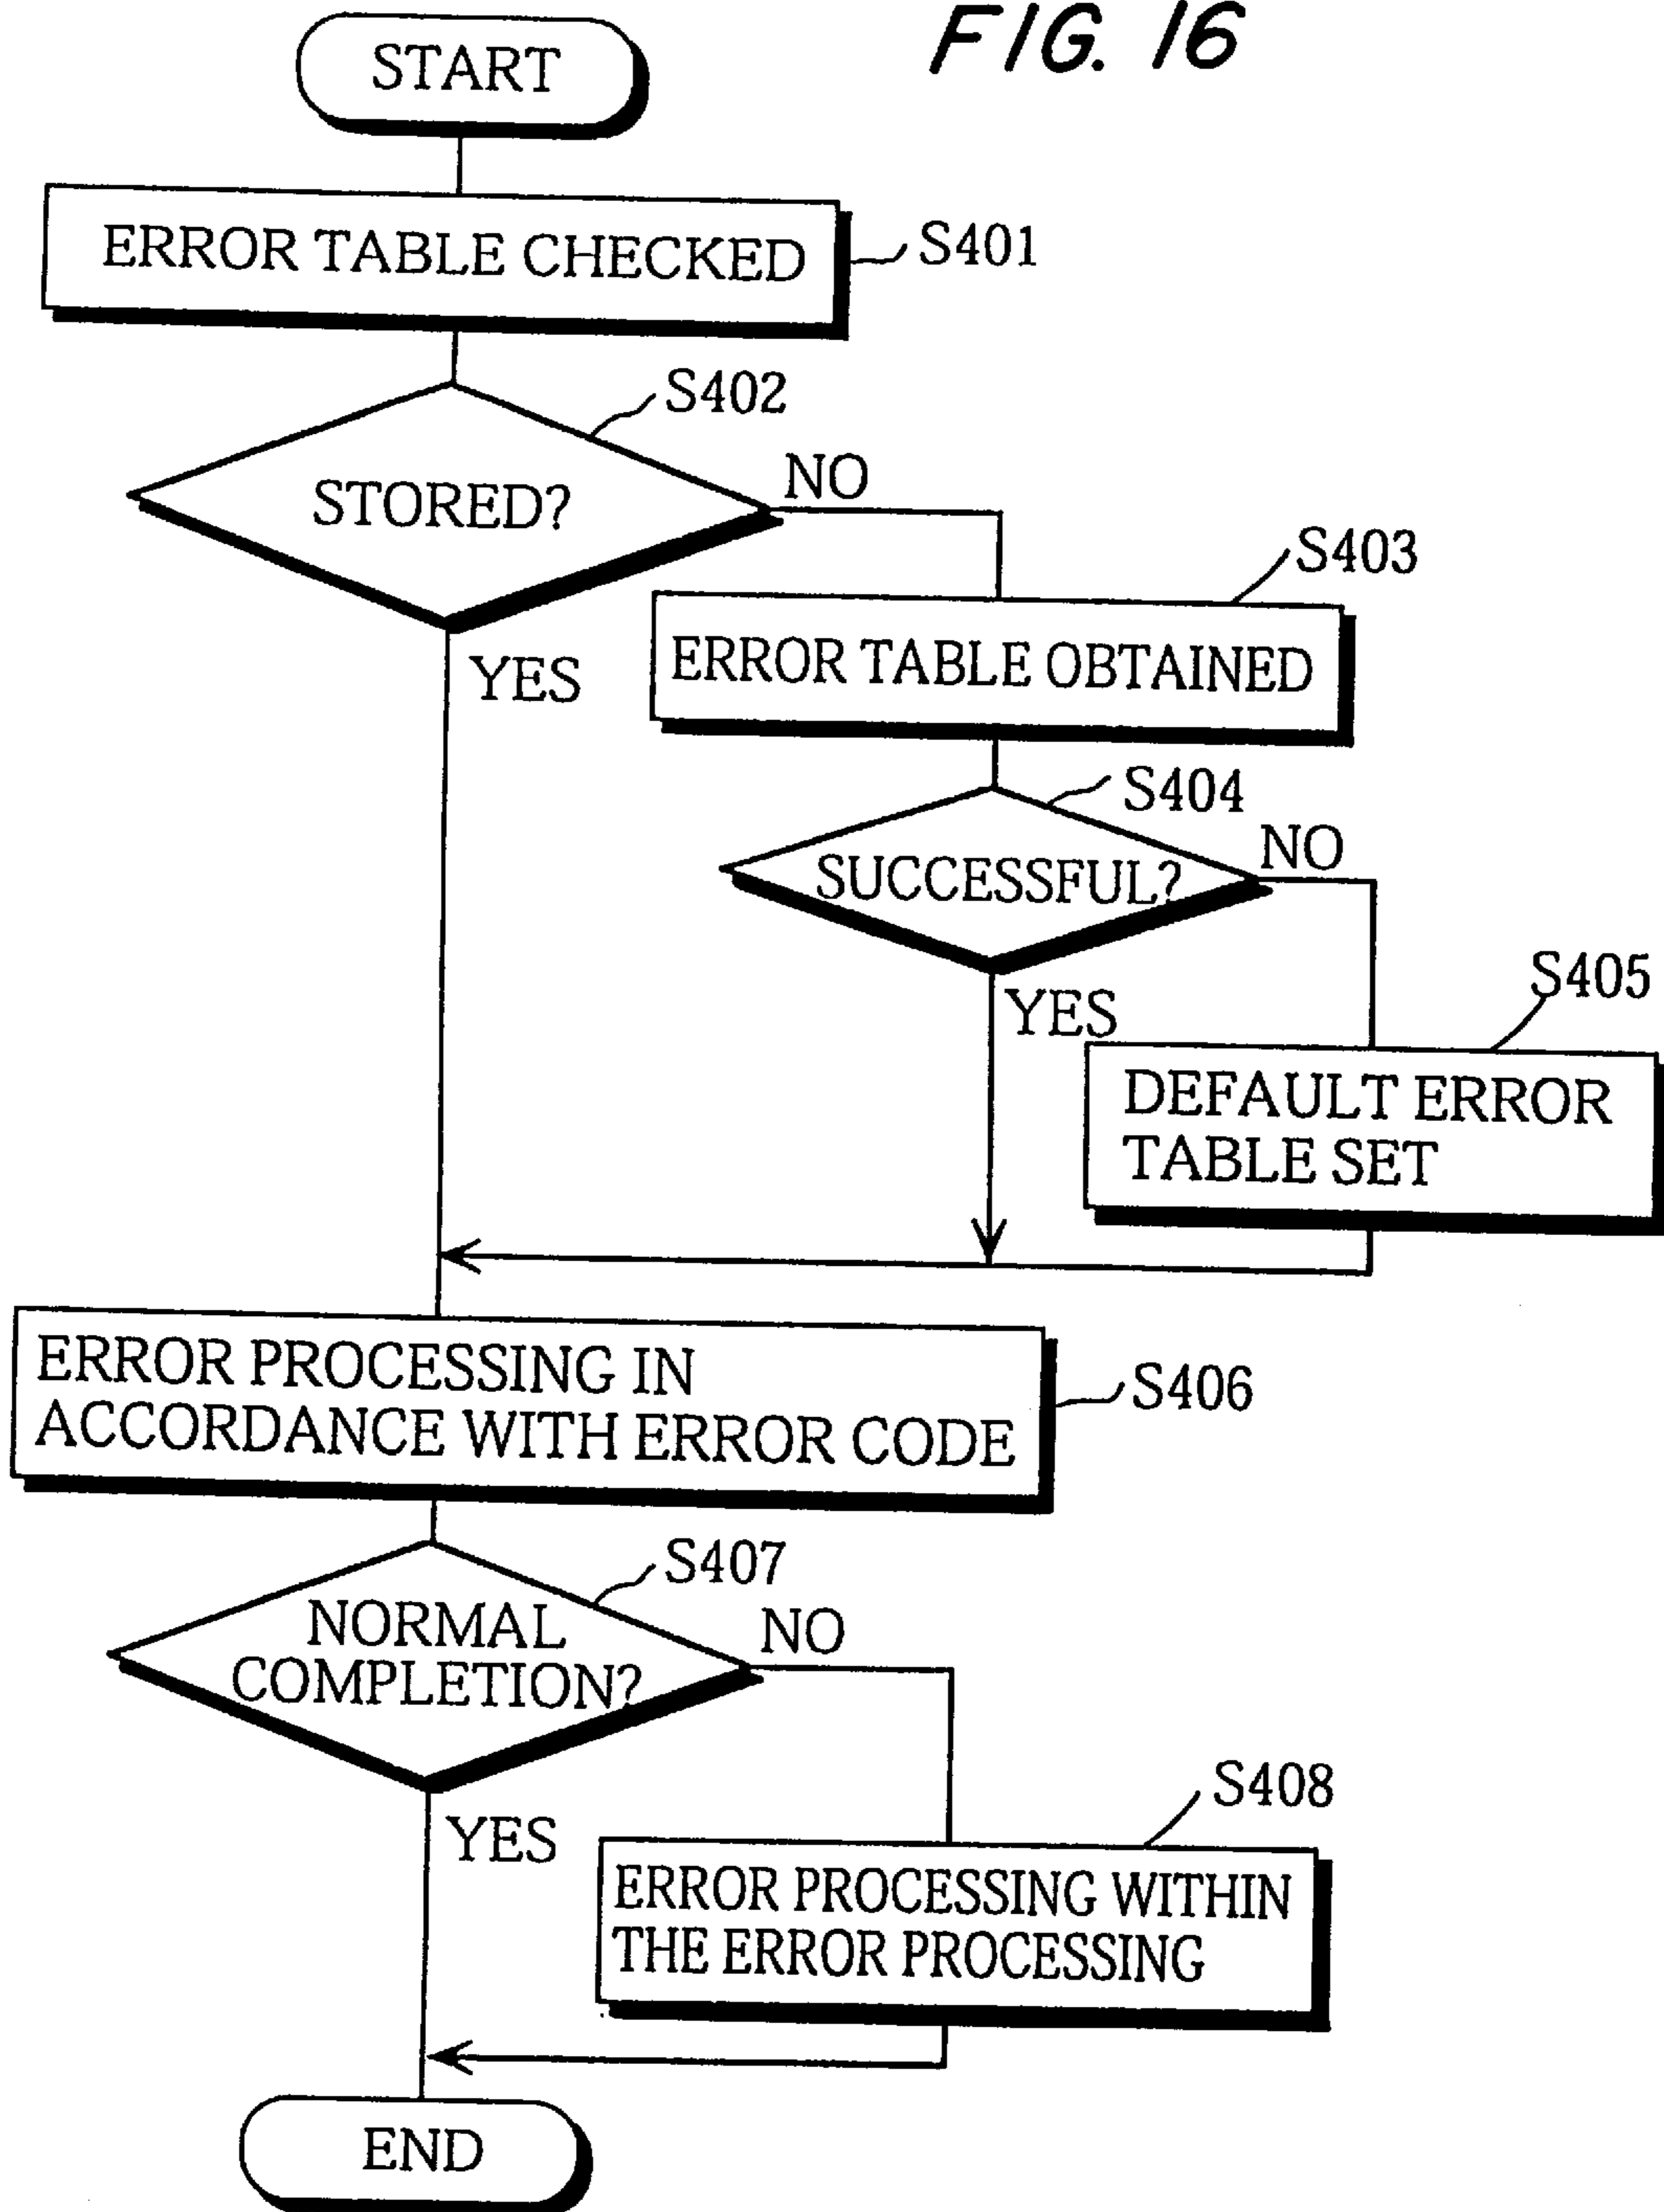 FIG. 16
START
ERROR TABLE CHECKED
S401
S402
STORED?
NO
YES
S403
ERROR TABLE OBTAINED
S404
SUCCESSFUL?
NO
YES
S405
DEFAULT ERROR
TABLE SET
ERROR PROCESSING IN
ACCORDANCE WITH ERROR CODE
S406
S407
NORMAL
COMPLETION?
NO
YES
S408
ERROR PROCESSING WITHIN
THE ERROR PROCESSING
END